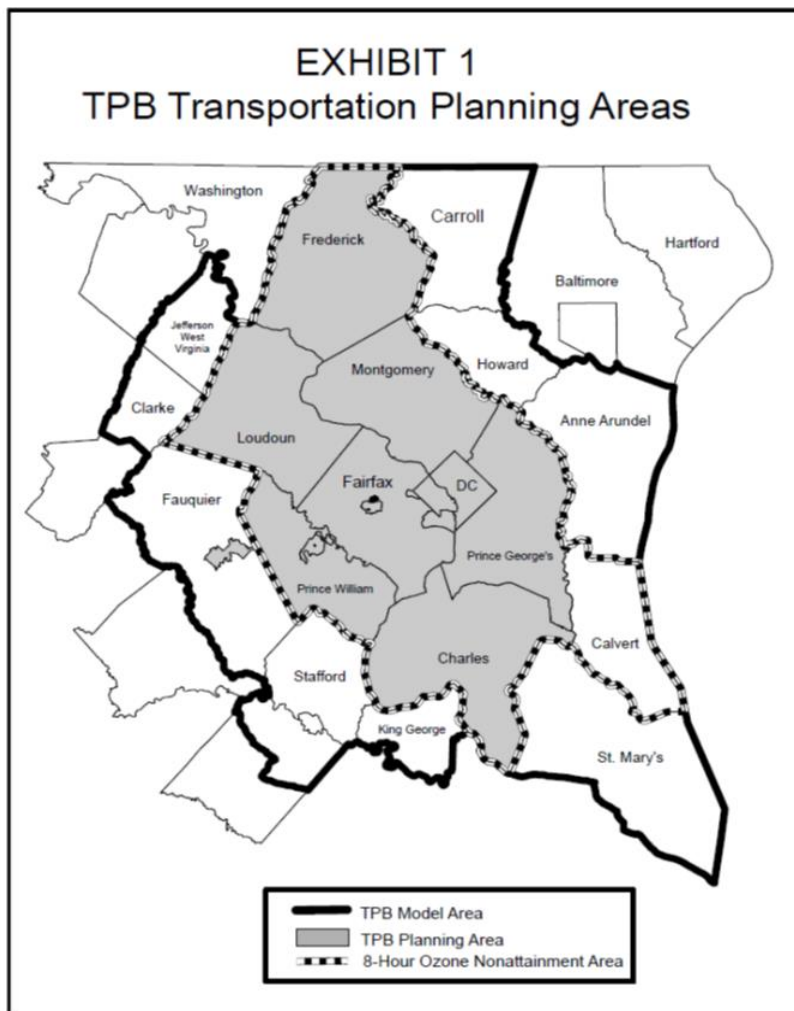 EXHIBIT 1
TPB Transportation Planning Areas
Washington
Carroll
Hartford
Frederick
Baltimore
Jefferson
West
Virginia
Howard
Montgomery
Clarke
Anne Arundel
Loudoun
Fairfax
DC
Fauquier
Prince George's
Prince William
Calvert
Charles
Stafford
King George
St. Mary's
TPB Model Area
TPB Planning Area
8-Hour Ozone Nonattainment Area